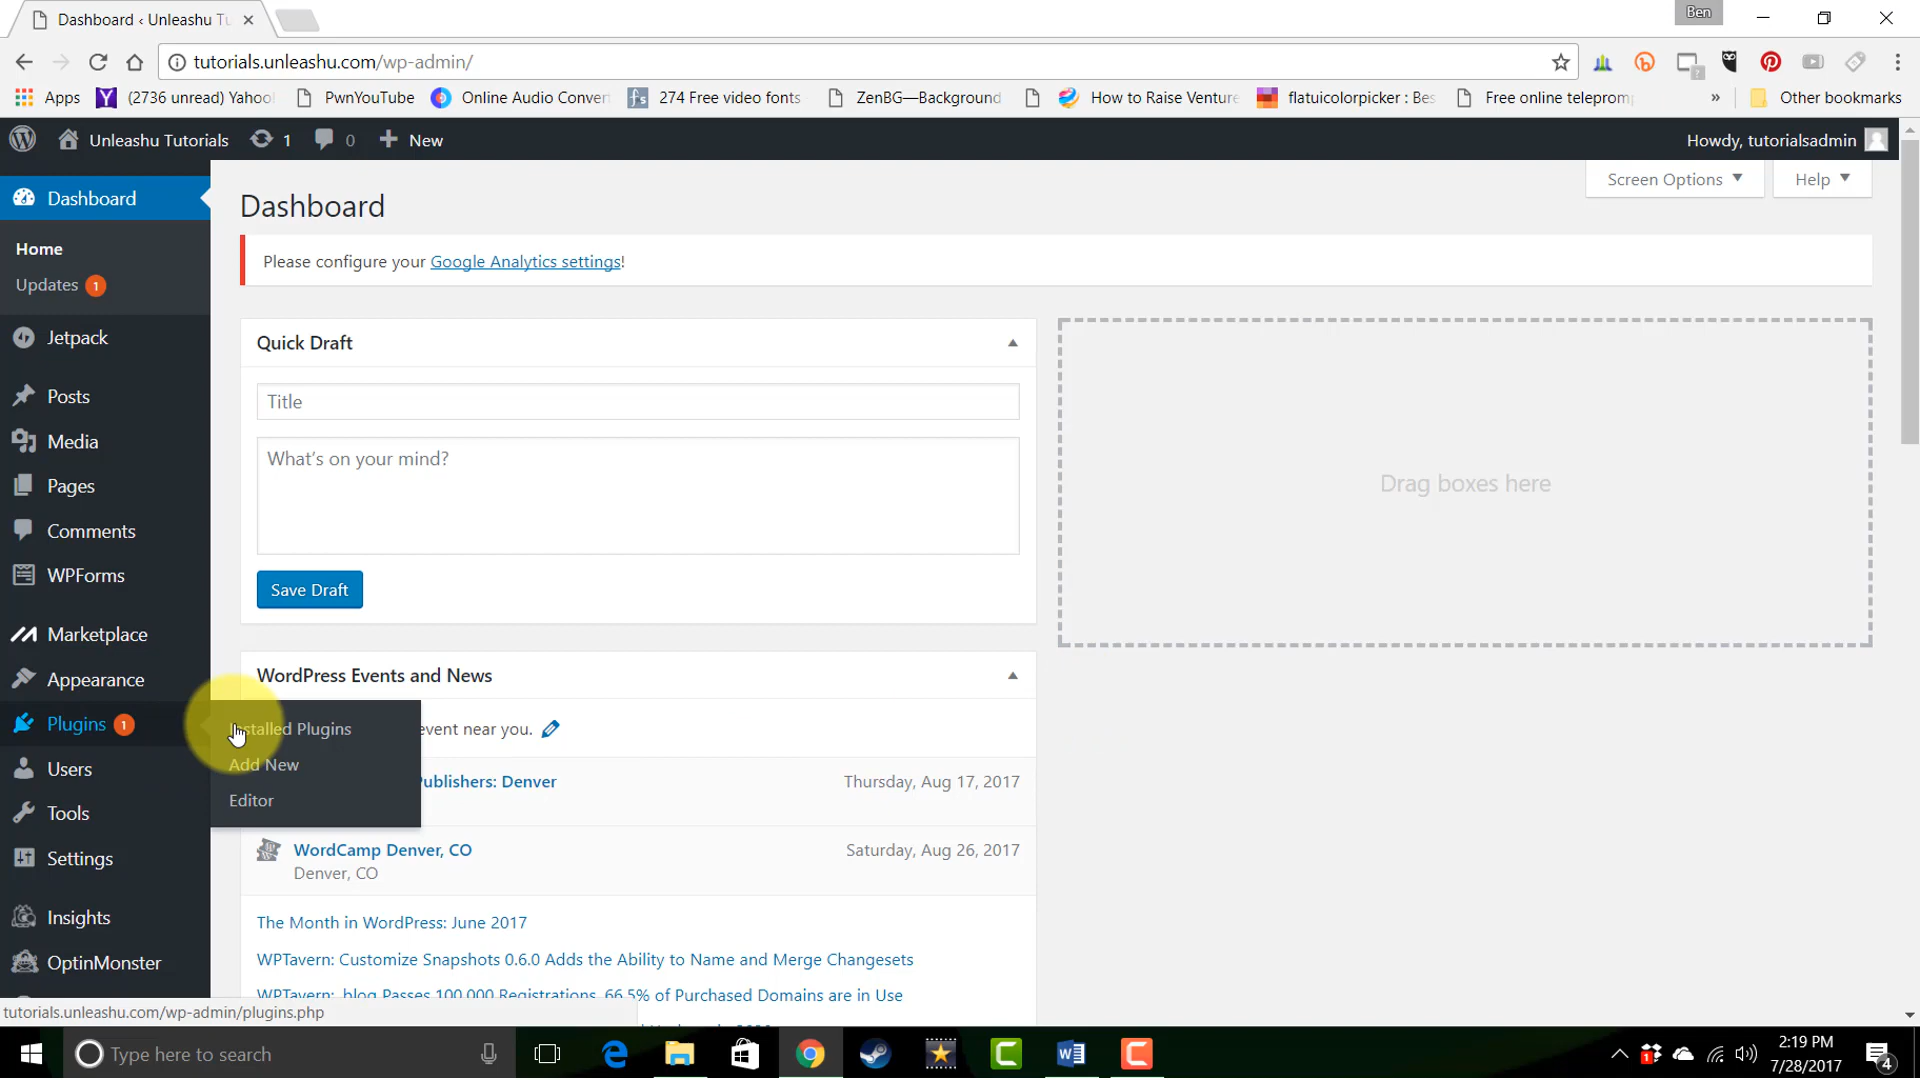 Dashboard ‹ Unleashu Tu
Ben
tutorials.unleashu.com/wp-admin/
Apps
(2736 unread) Yahoo
PwnYouTube
Online Audio Conver
274 Free video fonts
ZenBG—Background
How to Raise Venture
flatuicolorpicker : Bes
Free online telepromp
»
Other bookmarks
Unleashu Tutorials
1
0
New
Howdy, tutorialsadmin
Dashboard
Home
Updates 1
Jetpack
Posts
Media
Pages
Comments
WPForms
Marketplace
Appearance
Plugins 1
Users
Tools
Settings
Insights
OptinMonster
Installed Plugins
Add New
Editor
Screen Options
Help
Dashboard
Please configure your Google Analytics settings!
Quick Draft
Title
What's on your mind?
Save Draft
Drag boxes here
WordPress Events and News
event near you.
Publishers: Denver
Thursday, Aug 17, 2017
WordCamp Denver, CO
Saturday, Aug 26, 2017
Denver, CO
The Month in WordPress: June 2017
WPTavern: Customize Snapshots 0.6.0 Adds the Ability to Name and Merge Changesets
WPTavern: .blog Passes 100,000 Registrations, 66.5% of Purchased Domains are in Use
tutorials.unleashu.com/wp-admin/plugins.php
Type here to search
1
2:19 PM
7/28/2017
4